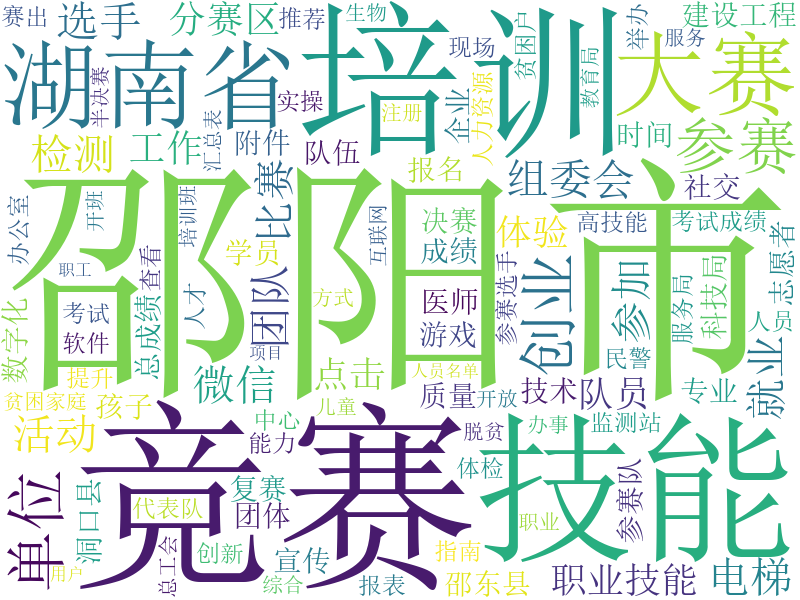 赛出
选手
分赛区
推荐
生物
建设工程
湖南省
培训
大赛
半决赛
实操
现场
贫困户
举办
服务
教育局
注册
企业
人力资源
时间
参赛
检测
工作
附件
汇总表
队伍
报名
比赛
组委会
社交
邵阳市
办公室
开班
培训班
互联网
决赛
成绩
体验
高技能
考试成绩
志愿者
学员
查看
职工
总成绩
人才
团队
方式
医师
游戏
参赛选手
创业
参加
服务局
科技局
人员
数字化
考试
软件
项目
微信
点击
人员名单
民警
就业
提升
贫困家庭
孩子
中心
儿童
质量
开放
技术
队员
专业
活动
竞赛
能力
脱贫
办事
监测站
技能
单位
洞口县
代表队
复赛
团体
体检
参赛队
职业
总工会
创新
宣传
指南
用户
综合
报表
邵东县
职业技能
电梯